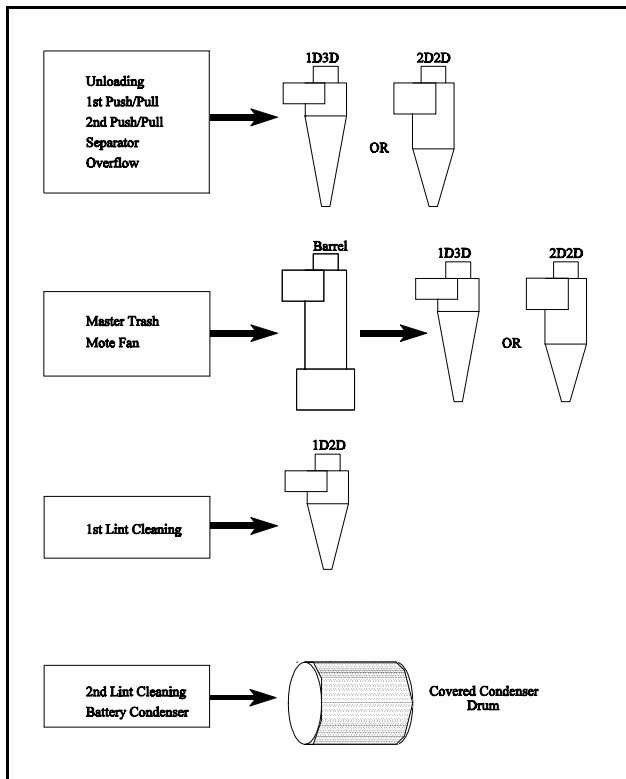 1D3D
2D2D
Unloading
1st Push/Pull
2nd Push/Pull
Separator
Overflow
OR
Barrel
1D3D
2D2D
Master Trash
Mote Fan
OR
1D2D
1st Lint Cleaning
2nd Lint Cleaning
Battery Condenser
Covered Condenser
Drum